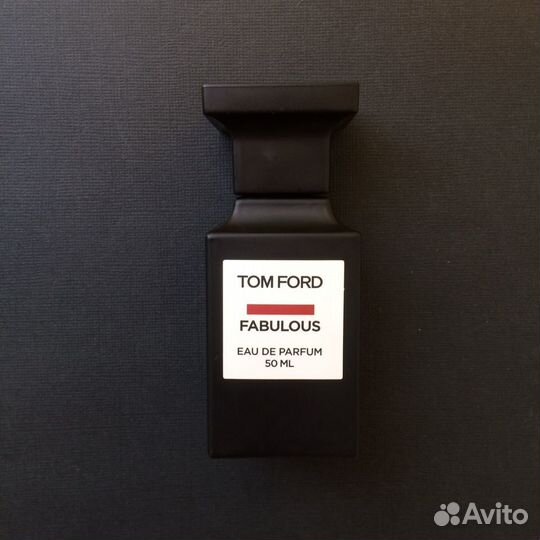 TOM FORD
FABULOUS
EAU DE PARFUM
50 ML
Avito